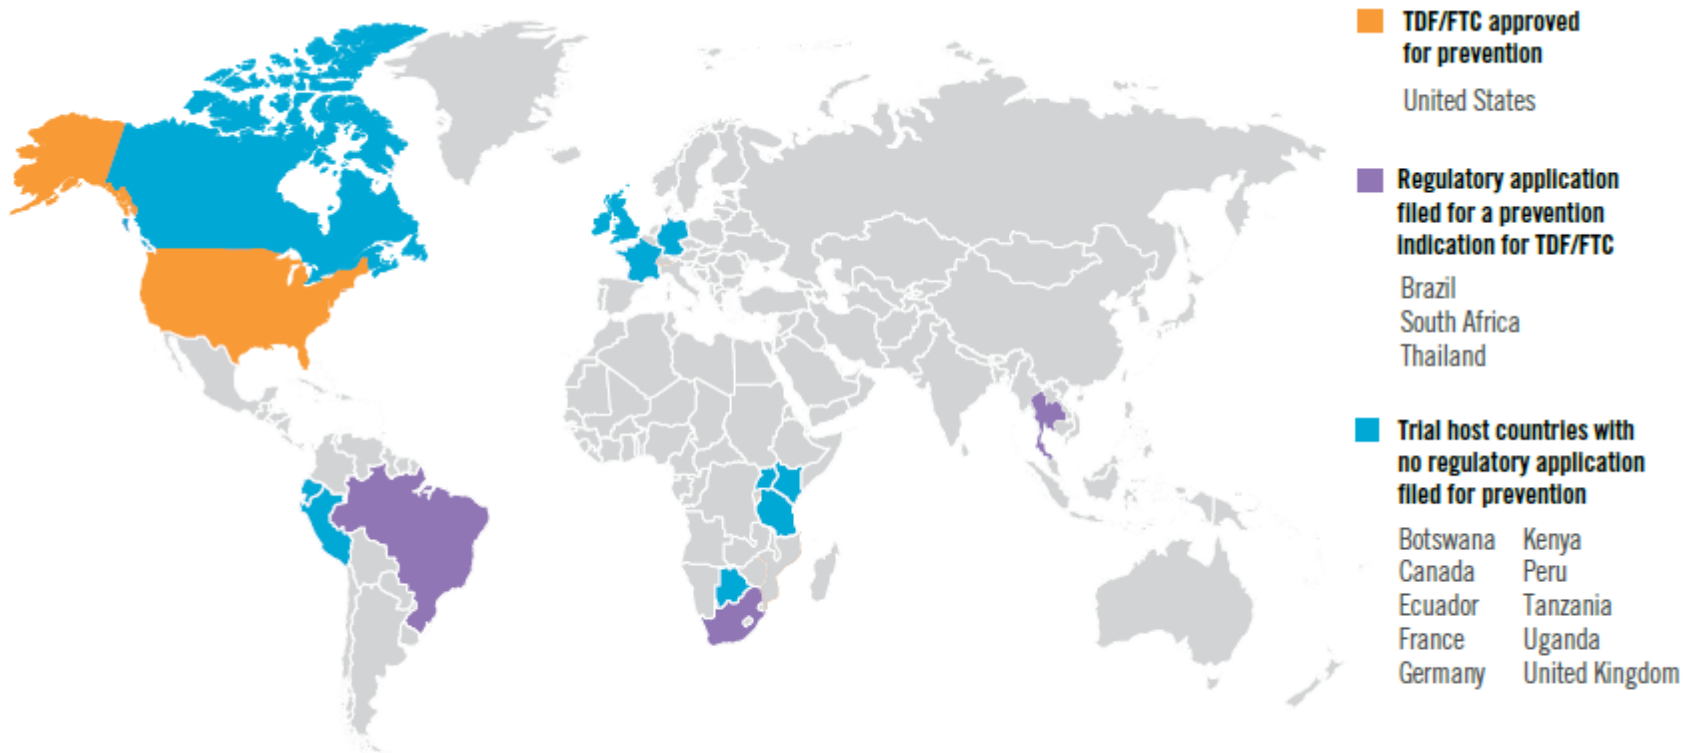 TDF/FTC approved
for prevention
United States
Regulatory application
filed for a prevention
indication for TDF/FTC
Brazil
South Africa
Thailand
Trial host countries with
no regulatory application
filed for prevention
Botswana Kenya
Canada Peru
Ecuador Tanzania
France Uganda
Germany United Kingdom